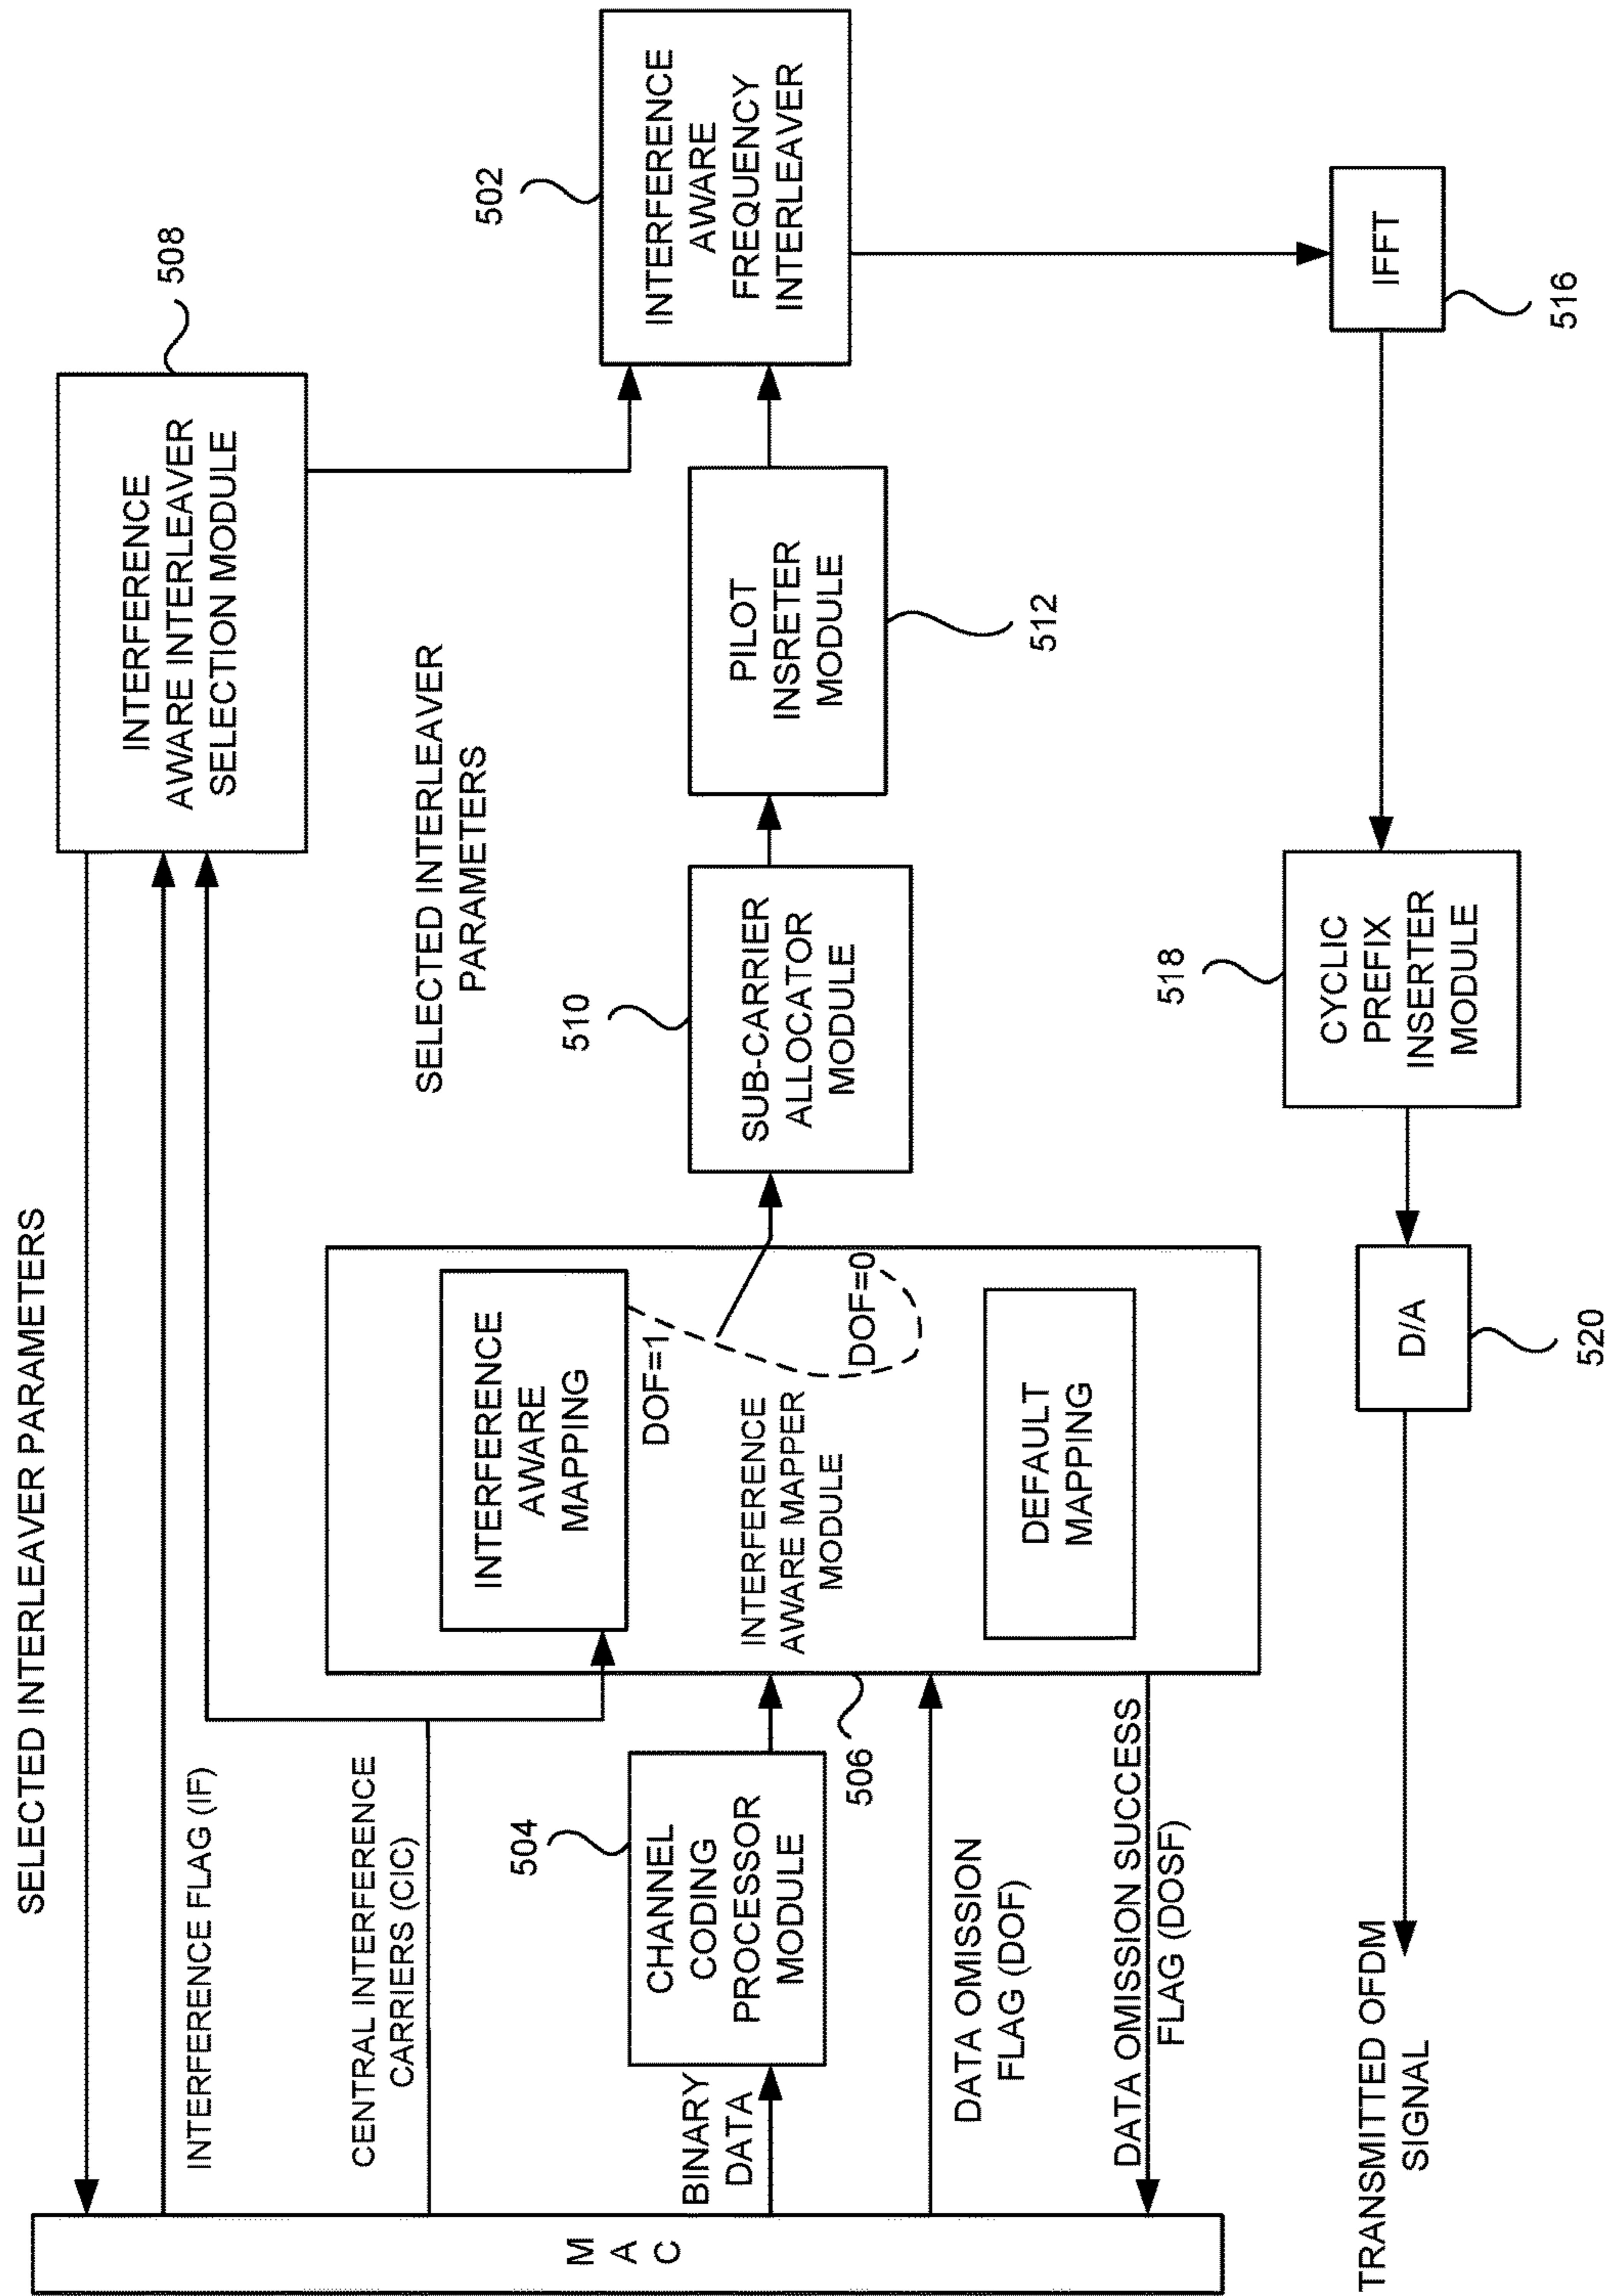 SELECTED INTERLEAVER PARAMETERS
INTERFERENCE FLAG (IF)
CENTRAL INTERFERENCE
CARRIERS (CIC)
INTERFERENCE
AWARE INTERLEAVER
SELECTION MODULE
508
SELECTED INTERLEAVER
PARAMETERS
MAC
BINARY
DATA
504
CHANNEL
CODING
PROCESSOR
MODULE
506
DATA OMISSION
FLAG (DOF)
DATA OMISSION SUCCESS
FLAG (DOSF)
INTERFERENCE
AWARE
MAPPING
DOF=1
INTERFERENCE
AWARE MAPPER
MODULE
DOF=0
DEFAULT
MAPPING
510
SUB-CARRIER
ALLOCATOR
MODULE
PILOT
INSRETER
MODULE
512
502
INTERFERENCE
AWARE
FREQUENCY
INTERLEAVER
IFFT
516
518
CYCLIC
PREFIX
INSERTER
MODULE
D/A
520
TRANSMITTED OFDM
SIGNAL